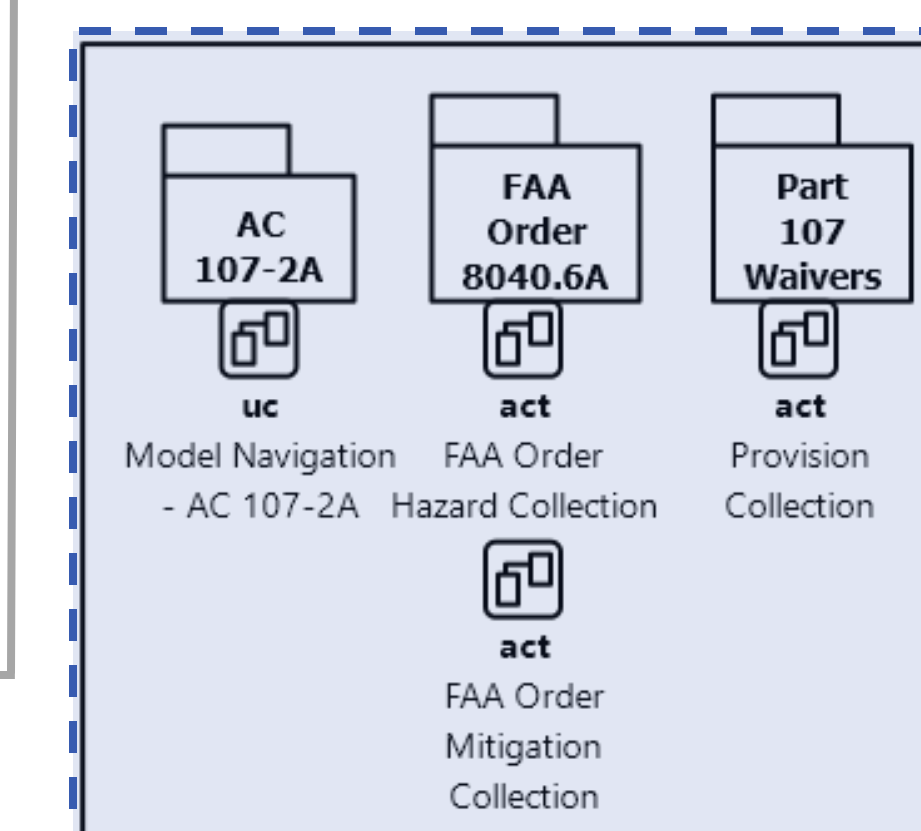 AC
107-2A
uc
Model Navigation
- AC 107-2A
FAA
Order
8040.6A
act
FAA Order
Hazard Collection
act
FAA Order
Mitigation
Collection
Part
107
Waivers
act
Provision
Collection